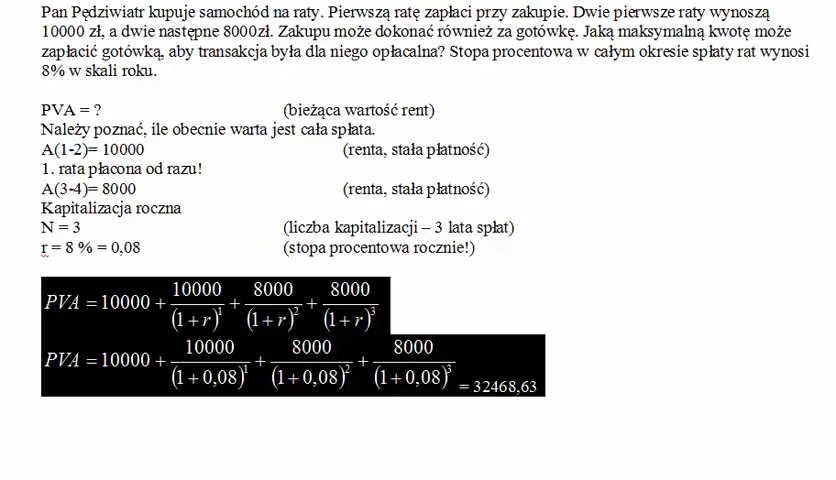 Pan Pędziwiatr kupuje samochód na raty. Pierwszą ratę zapłaci przy zakupie. Dwie pierwsze raty wynoszą
10000 zł, a dwie następne 8000zł. Zakupu może dokonać również za gotówkę. Jaką maksymalną kwotę może
zapłacić gotówką, aby transakcja była dla niego opłacalna? Stopa procentowa w całym okresie spłaty rat wynosi
8% w skali roku.
PVA = ? (bieżąca wartość rent)
Należy poznać, ile obecnie warta jest cała spłata.
A(1-2)= 10000 (renta, stała płatność)
1. rata płacona od razu!
A(3-4)= 8000 (renta, stała płatność)
Kapitalizacja roczna
N = 3 (liczba kapitalizacji – 3 lata spłat)
r = 8 % = 0,08 (stopa procentowa rocznie!)
PVA = 10000 + 10000/(1+r)^1 + 8000/(1+r)^2 + 8000/(1+r)^3
PVA = 10000 + 10000/(1+0,08)^1 + 8000/(1+0,08)^2 + 8000/(1+0,08)^3 = 32468,63